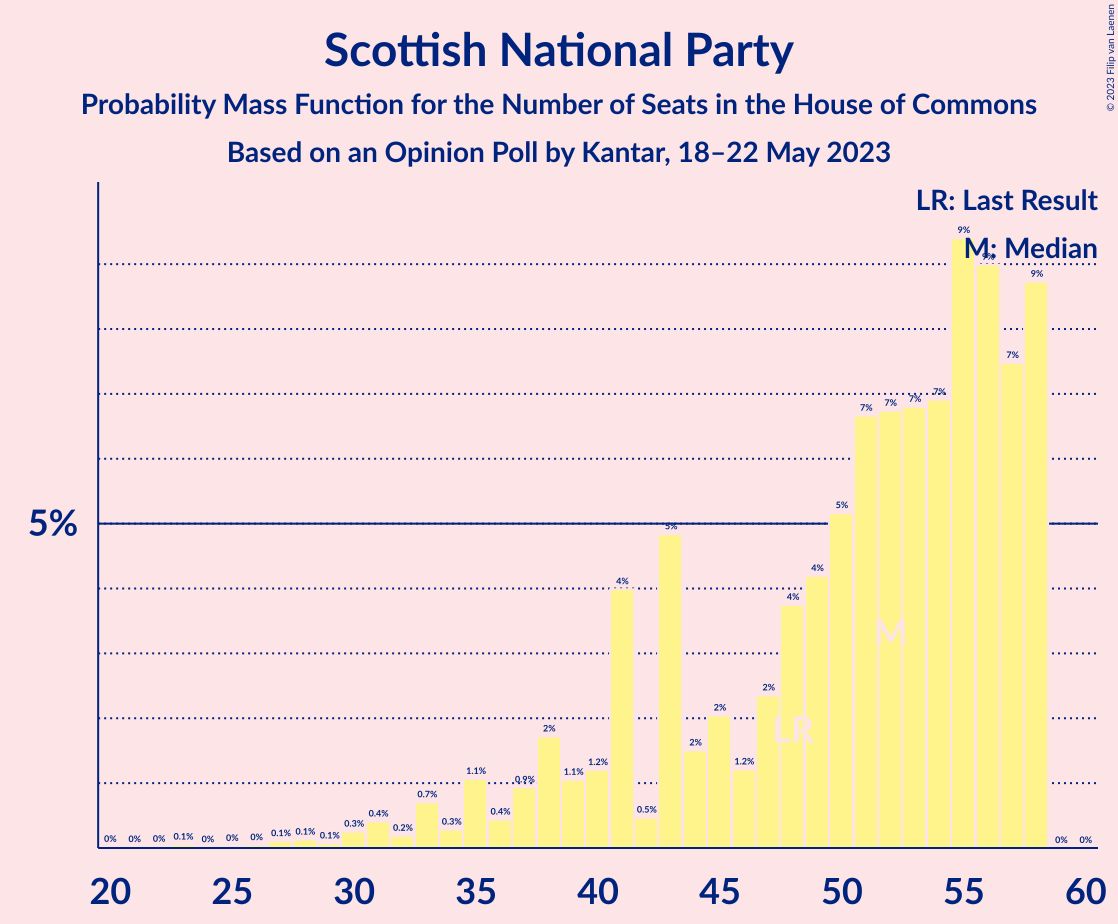 Scottish National Party
Probability Mass Function for the Number of Seats in the House of Commons
Based on an Opinion Poll by Kantar, 18–22 May 2023
© 2023 Filip van Laenen
LR: Last Result
M: Median
5%
0% 0% 0% 0.1% 0% 0% 0% 0.1% 0.1% 0.1% 0.3% 0.4% 0.2% 0.7% 0.3% 1.1% 0.4% 0.9% 2% 1.1% 1.2% 4% 0.5% 5% 2% 2% 1.2% 2% 4% 4% 5% 7% 7% 7% 7% 9% 9% 7% 9% 0% 0%
M
LR
20 25 30 35 40 45 50 55 60